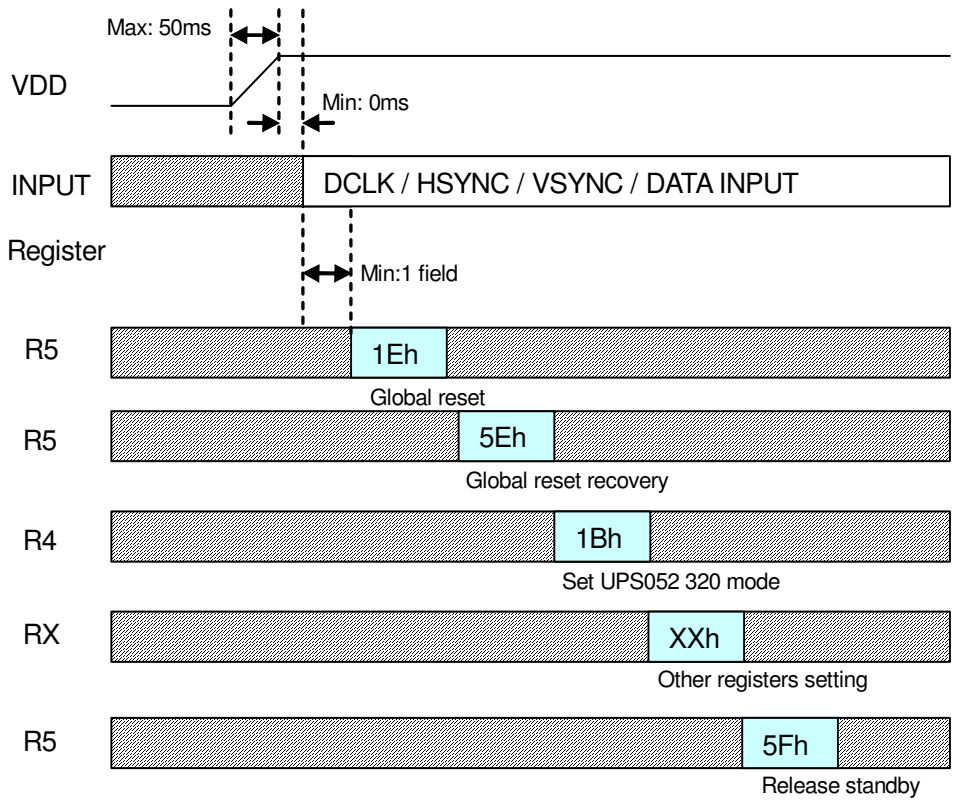 Max: 50ms
VDD
Min: 0ms
INPUT
DCLK / HSYNC / VSYNC / DATA INPUT
Register
Min:1 field
R5
1Eh
Global reset
R5
5Eh
Global reset recovery
R4
1Bh
Set UPS052 320 mode
RX
XXh
Other registers setting
R5
5Fh
Release standby